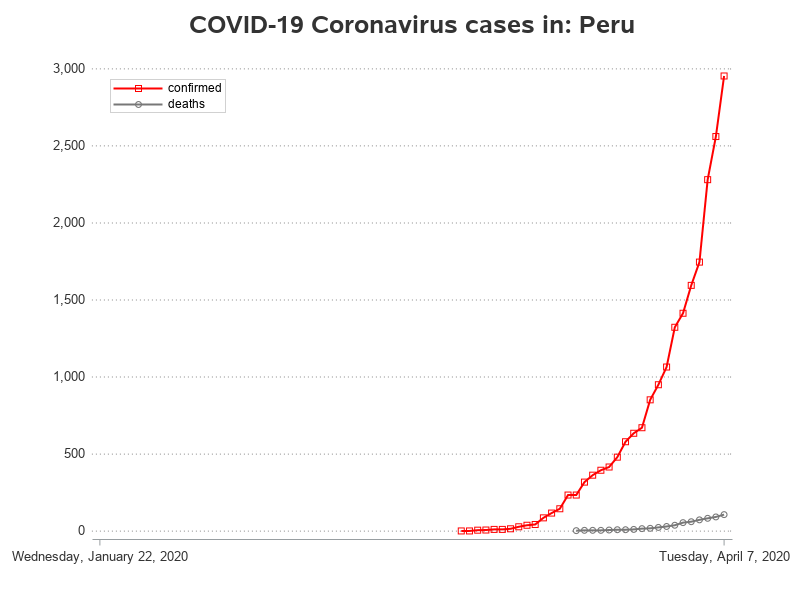 COVID-19 Coronavirus cases in: Peru
3,000
confirmed
deaths
2,500
2,000
1,500
1,000
500
0
Wednesday, January 22, 2020 Tuesday, April 7, 2020